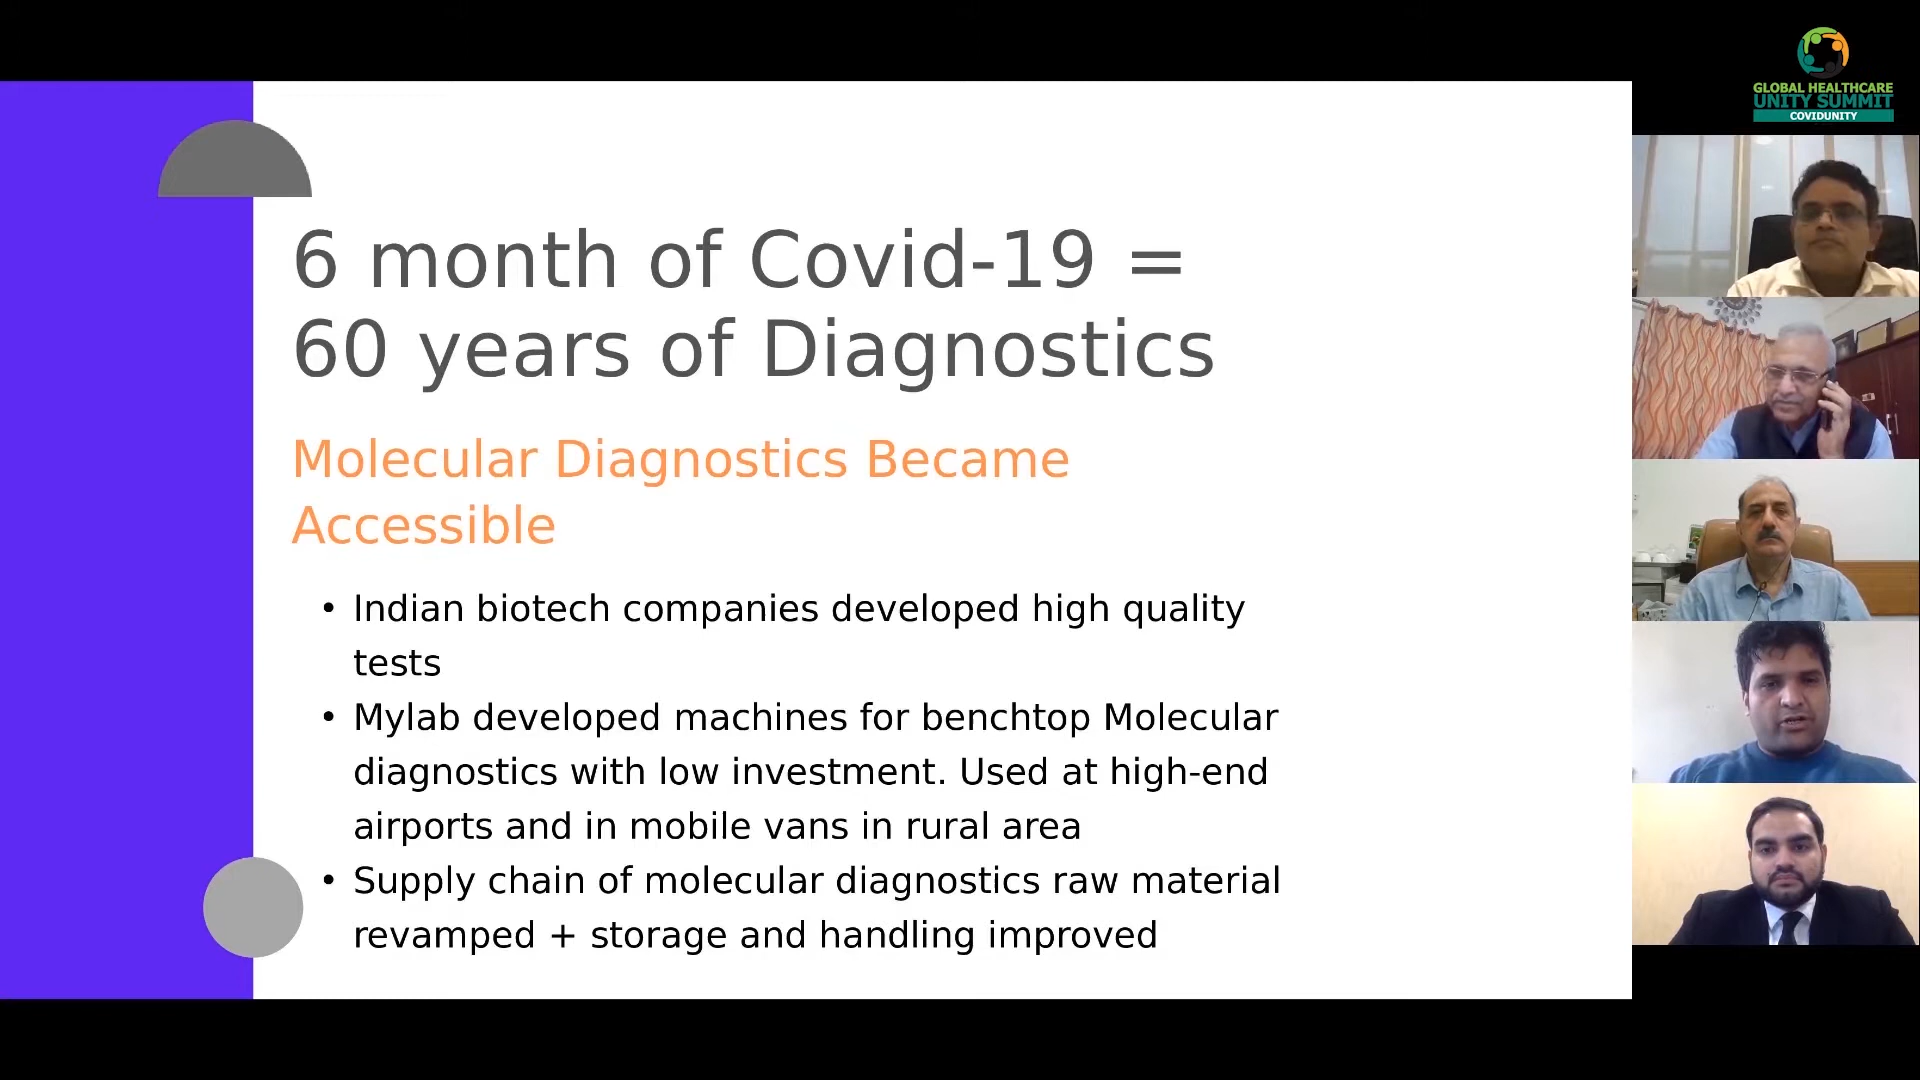 GLOBAL HEALTHCARE
UNITY SUMMIT
COVIDUNITY
6 month of Covid-19 =
60 years of Diagnostics
Molecular Diagnostics Became
Accessible
• Indian biotech companies developed high quality
tests
• Mylab developed machines for benchtop Molecular
diagnostics with low investment. Used at high-end
airports and in mobile vans in rural area
• Supply chain of molecular diagnostics raw material
revamped + storage and handling improved